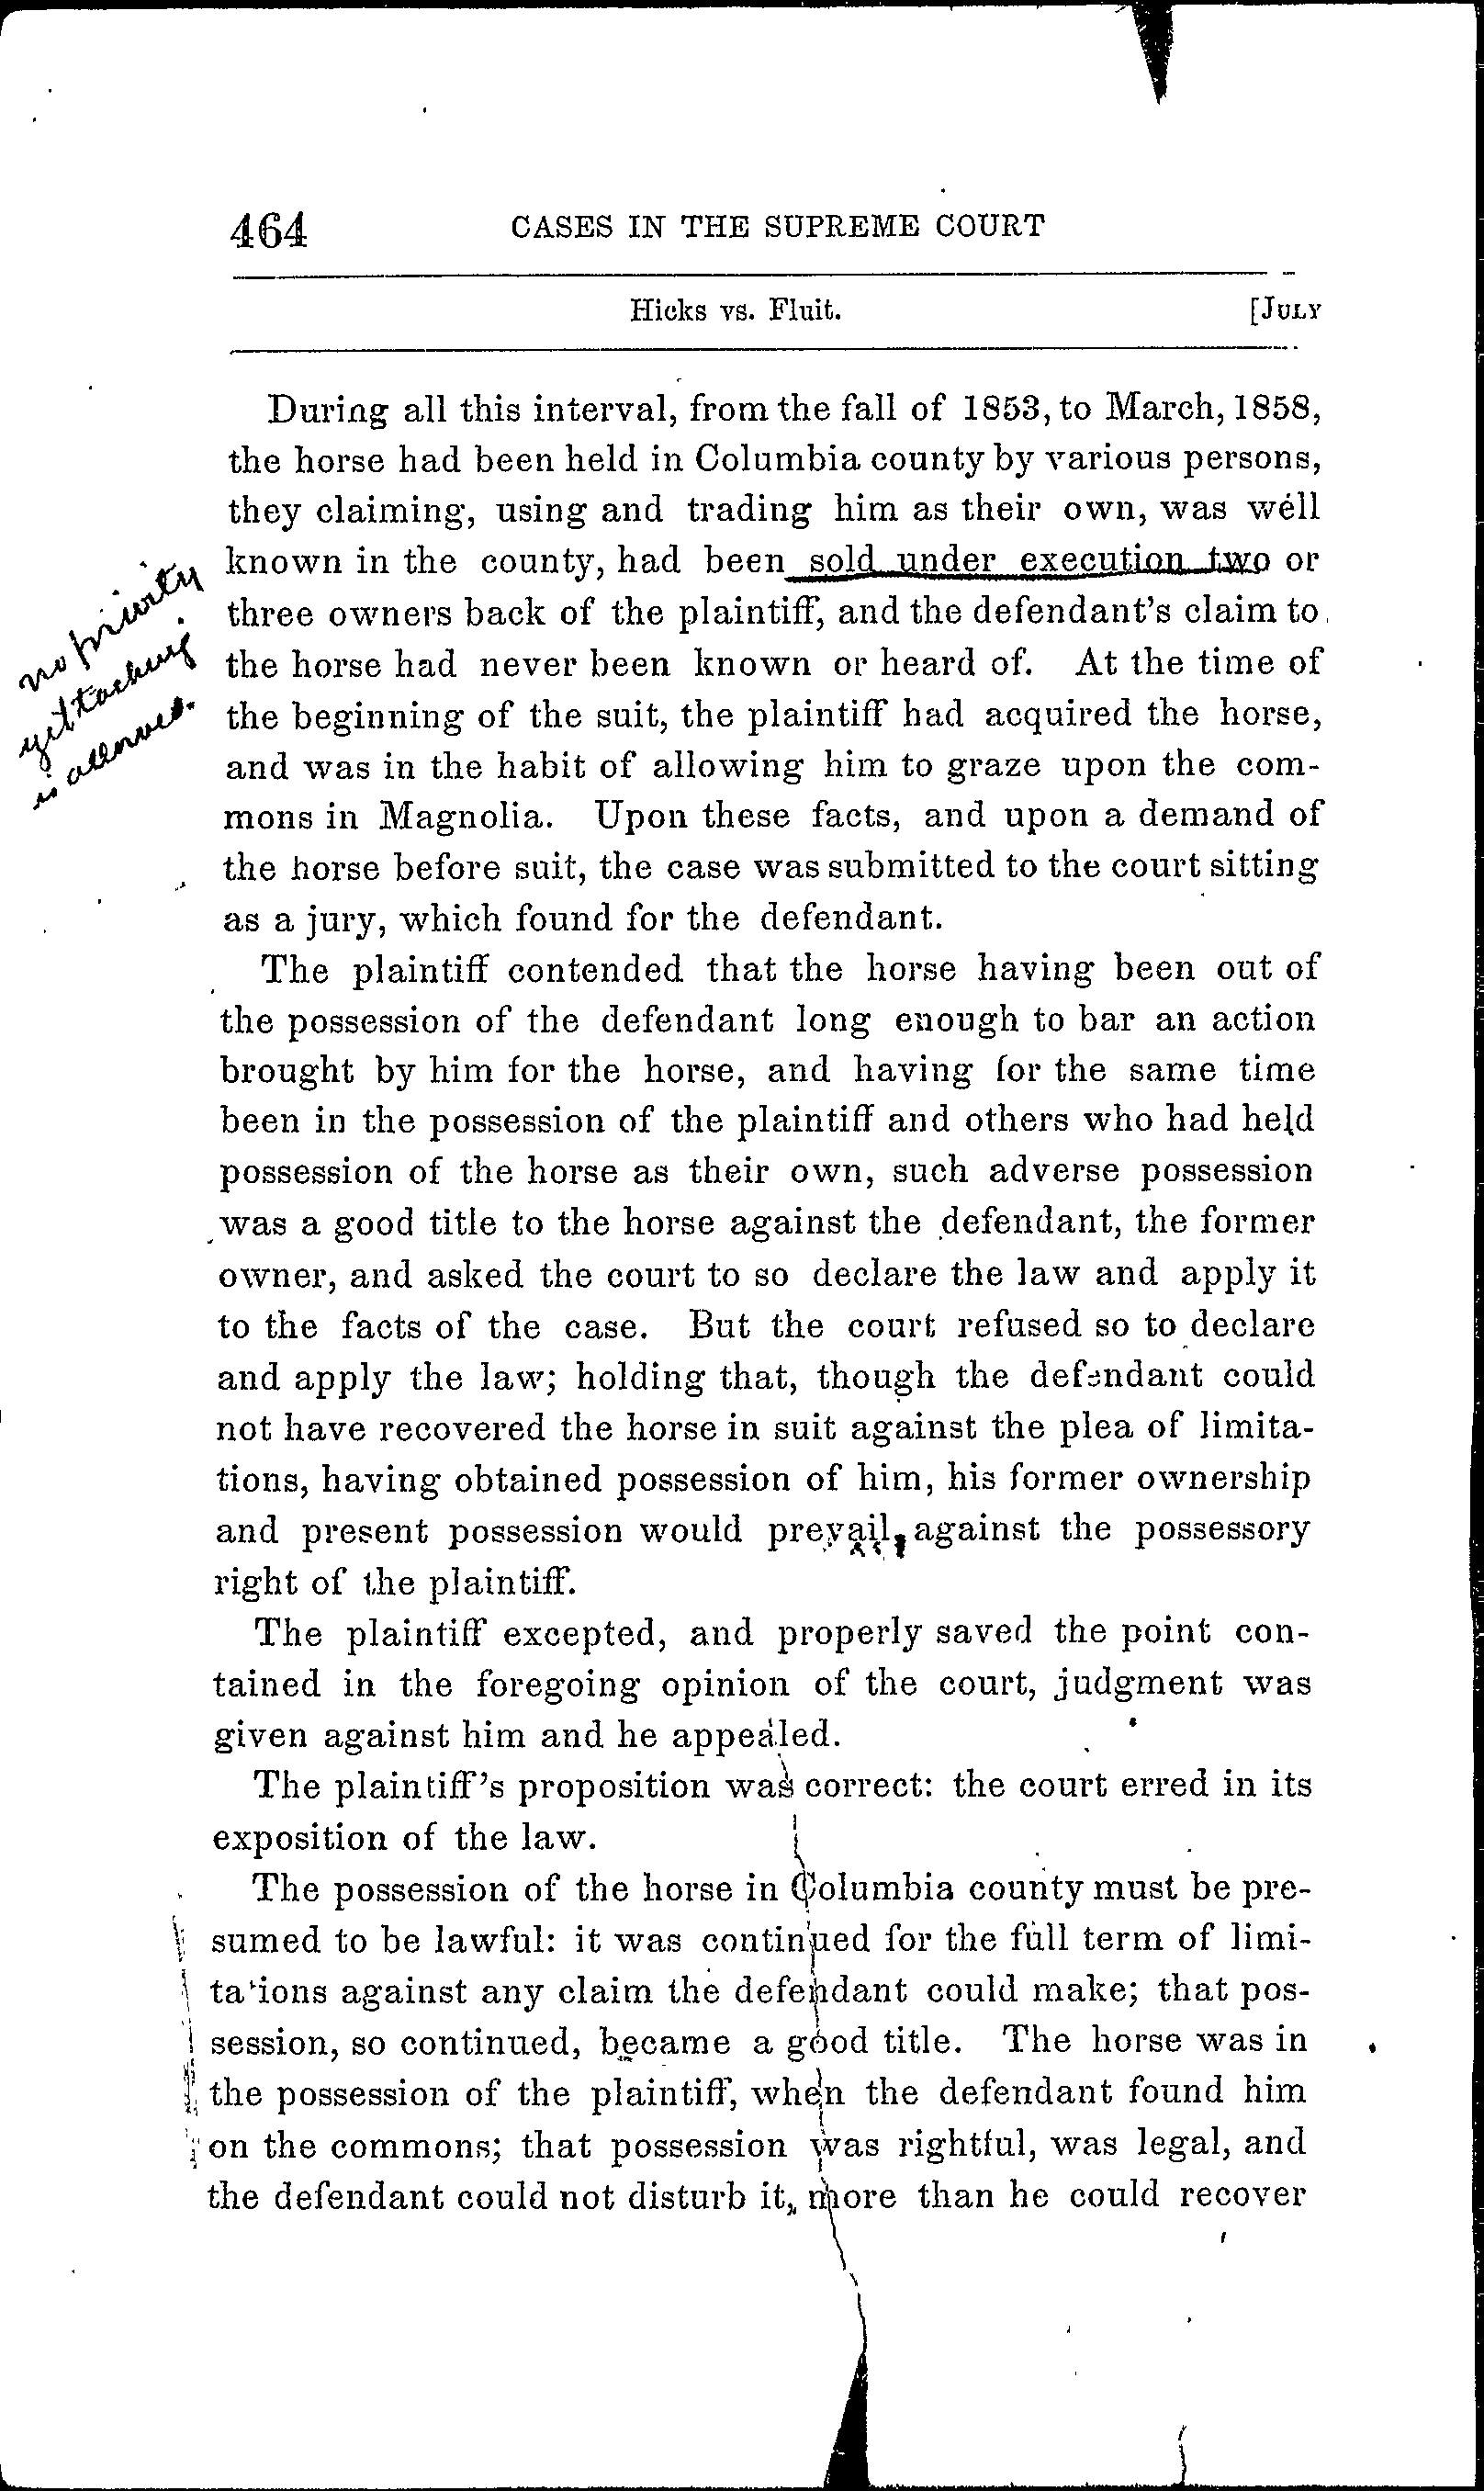 464 CASES IN THE SUPREME COURT
Hicks vs. Fluit. [JULY
During all this interval, from the fall of 1853, to March, 1858,
the horse had been held in Columbia county by various persons,
they claiming, using and trading him as their own, was well
known in the county, had been sold under execution two or
three owners back of the plaintiff, and the defendant's claim to
the horse had never been known or heard of. At the time of
the beginning of the suit, the plaintiff had acquired the horse,
and was in the habit of allowing him to graze upon the com-
mons in Magnolia. Upon these facts, and upon a demand of
the horse before suit, the case was submitted to the court sitting
as a jury, which found for the defendant.
no privity
yet tacking
is allowed.
The plaintiff contended that the horse having been out of
the possession of the defendant long enough to bar an action
brought by him for the horse, and having for the same time
been in the possession of the plaintiff and others who had held
possession of the horse as their own, such adverse possession
was a good title to the horse against the defendant, the former
owner, and asked the court to so declare the law and apply it
to the facts of the case. But the court refused so to declare
and apply the law; holding that, though the defendant could
not have recovered the horse in suit against the plea of limita-
tions, having obtained possession of him, his former ownership
and present possession would prevail, against the possessory
right of the plaintiff.
The plaintiff excepted, and properly saved the point con-
tained in the foregoing opinion of the court, judgment was
given against him and he appealed.
The plaintiff's proposition was correct: the court erred in its
exposition of the law.
The possession of the horse in Columbia county must be pre-
sumed to be lawful: it was continued for the full term of limi-
tations against any claim the defendant could make; that pos-
session, so continued, became a good title. The horse was in
the possession of the plaintiff, when the defendant found him
on the commons; that possession was rightful, was legal, and
the defendant could not disturb it, more than he could recover